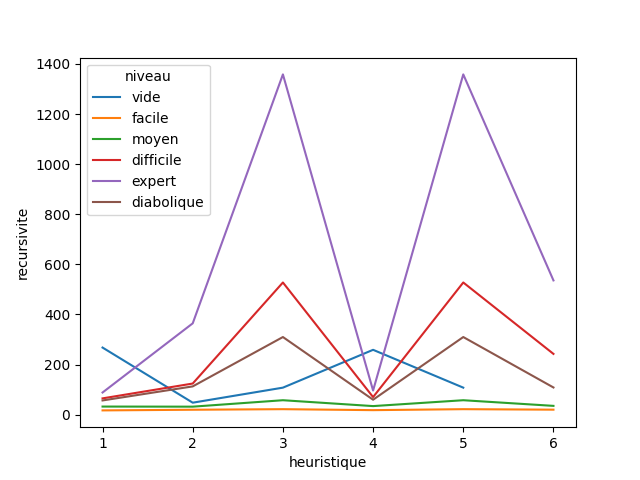 niveau
vide
facile
moyen
difficile
expert
diabolique
1400
1200
1000
800
600
400
200
0
recursivite
1 2 3 4 5 6
heuristique